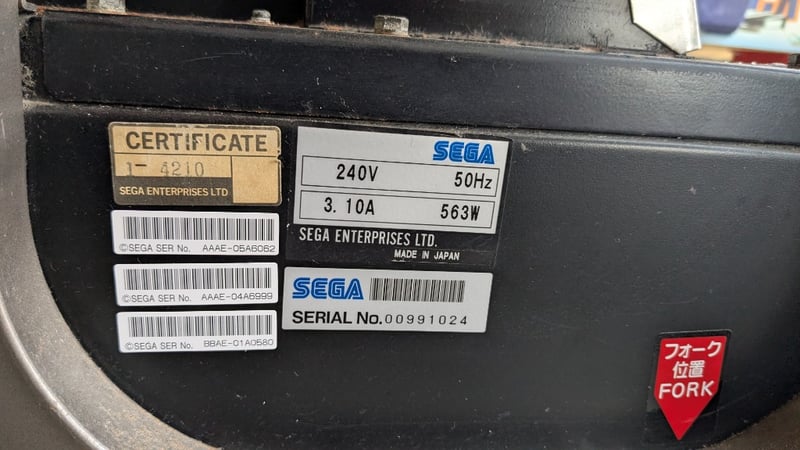 CERTIFICATE
1- 4210
SEGA ENTERPRISES LTD
©SEGA SER No. AAAE-05A6062
©SEGA SER No. AAAE-04A6999
©SEGA SER No. BBAE-01A0580
SEGA
240V 50Hz
3.10A 563W
SEGA ENTERPRISES LTD.
MADE IN JAPAN
SEGA
SERIAL No. 00991024
フォーク
位置
FORK